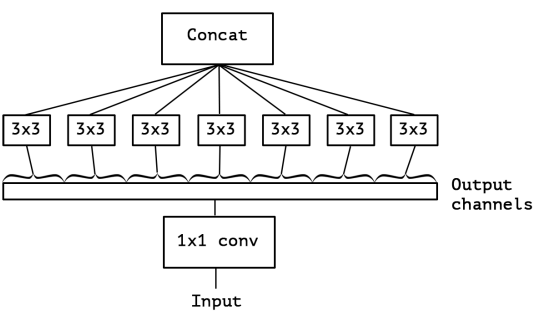 Concat
3x3 3x3 3x3 3x3 3x3 3x3 3x3
Output
channels
1x1 conv
Input